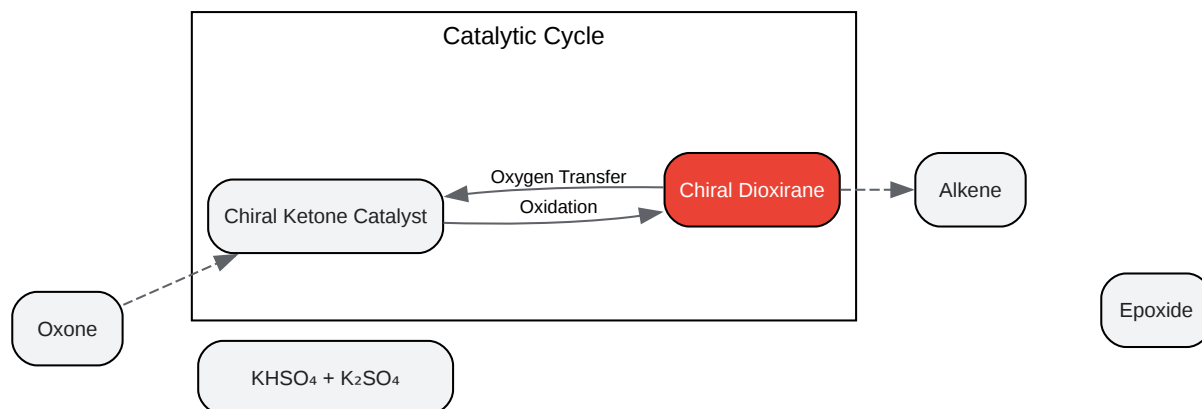 Catalytic Cycle
Oxygen Transfer
Chiral Dioxirane
Alkene
Chiral Ketone Catalyst
Oxidation
Epoxide
Oxone
KHSO₄ + K₂SO₄